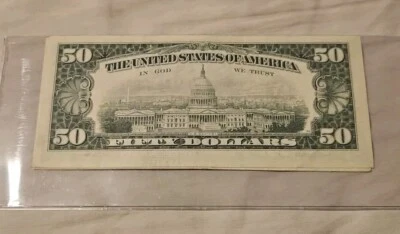 50 THE UNITED STATES OF AMERICA 50
IN GOD WE TRUST
50 FIFTY DOLLARS 50